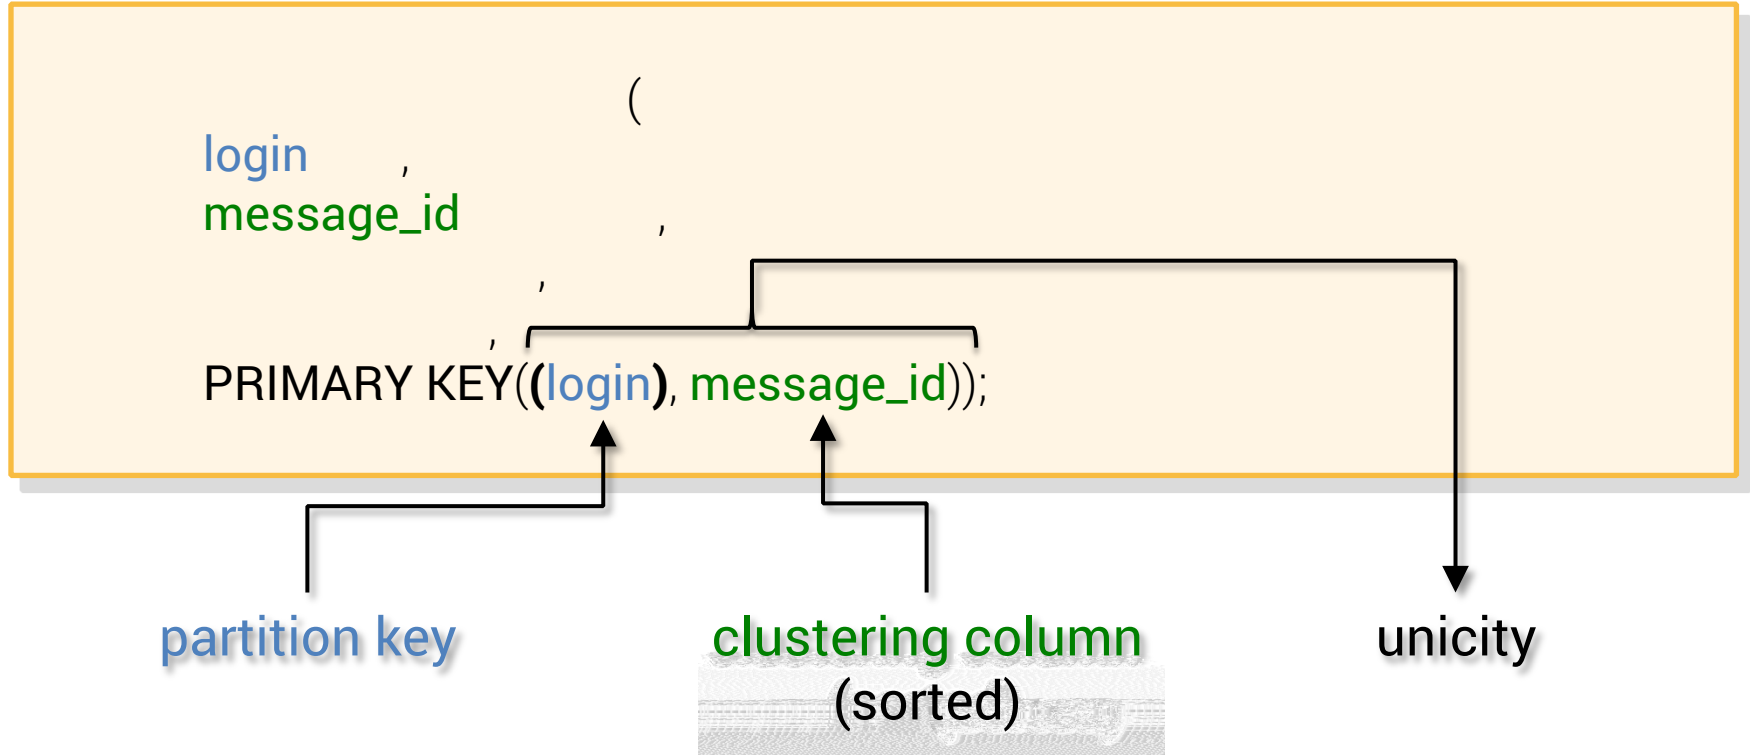 (
login ,
message_id ,
,
,
PRIMARY KEY((login), message_id));
partition key clustering column unicity
(sorted)